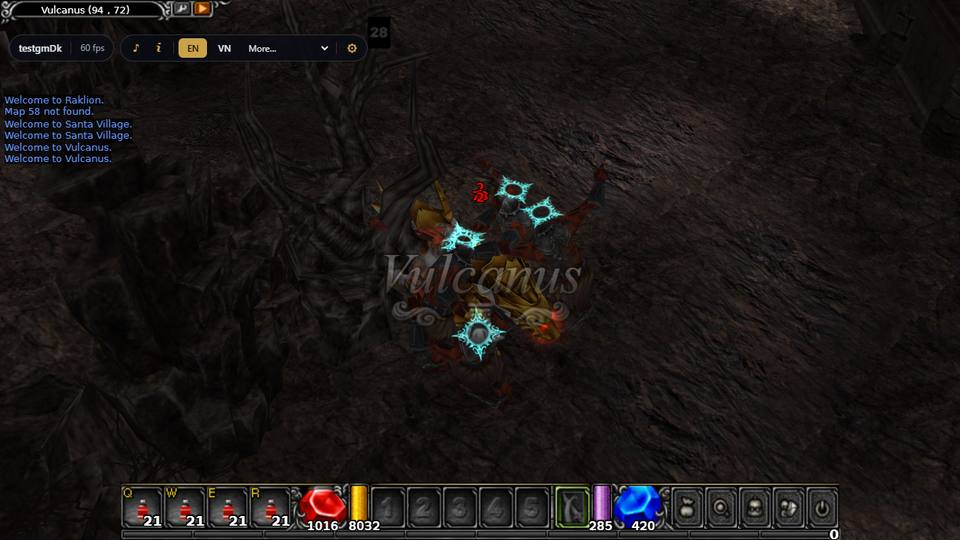 Vulcanus (94 , 72)
28
testgmDk
60 fps
EN
VN
More...
Welcome to Raklion.
Map 58 not found.
Welcome to Santa Village.
Welcome to Santa Village.
Welcome to Vulcanus.
Welcome to Vulcanus.
Vulcanus
Q
W
E
R
21
21
21
21
1016
8032
1
2
3
4
5
285
420
0